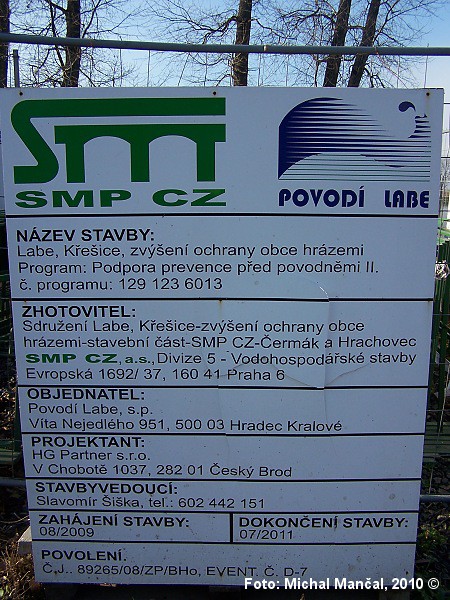 SMP CZ
POVODÍ LABE
NÁZEV STAVBY:
Labe, Křešice, zvýšení ochrany obce hrázemi
Program: Podpora prevence před povodněmi II.
č. programu: 129 123 6013
ZHOTOVITEL:
Sdružení Labe, Křešice-zvýšení ochrany obce
hrázemi-stavební část-SMP CZ-Čermák a Hrachovec
SMP CZ, a.s., Divize 5 - Vodohospodářské stavby
Evropská 1692/ 37, 160 41 Praha 6
OBJEDNATEL:
Povodí Labe, s.p.
Víta Nejedlého 951, 500 03 Hradec Kralové
PROJEKTANT:
HG Partner s.r.o.
V Chobotě 1037, 282 01 Český Brod
STAVBYVEDOUCÍ:
Slavomír Šiška, tel.: 602 442 151
ZAHÁJENÍ STAVBY:
08/2009
DOKONČENÍ STAVBY:
07/2011
POVOLENÍ.
Č.J.. 89265/08/ZP/BHo, EVENT. Č. D-7
Foto: Michal Mančal, 2010 ©